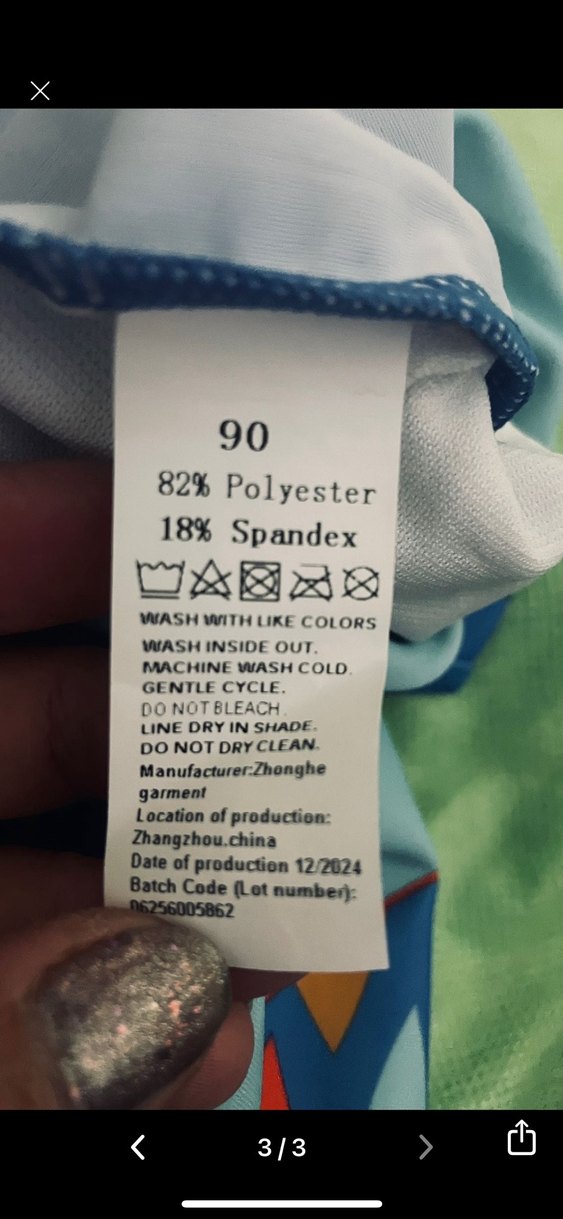 90
82% Polyester
18% Spandex
WASH WITH LIKE COLORS
WASH INSIDE OUT.
MACHINE WASH COLD.
GENTLE CYCLE.
DO NOT BLEACH.
LINE DRY IN SHADE.
DO NOT DRY CLEAN.
Manufacturer:Zhonghe
garment
Location of production:
Zhangzhou.china
Date of production 12/2024
Batch Code (Lot number):
06256005862
3/3